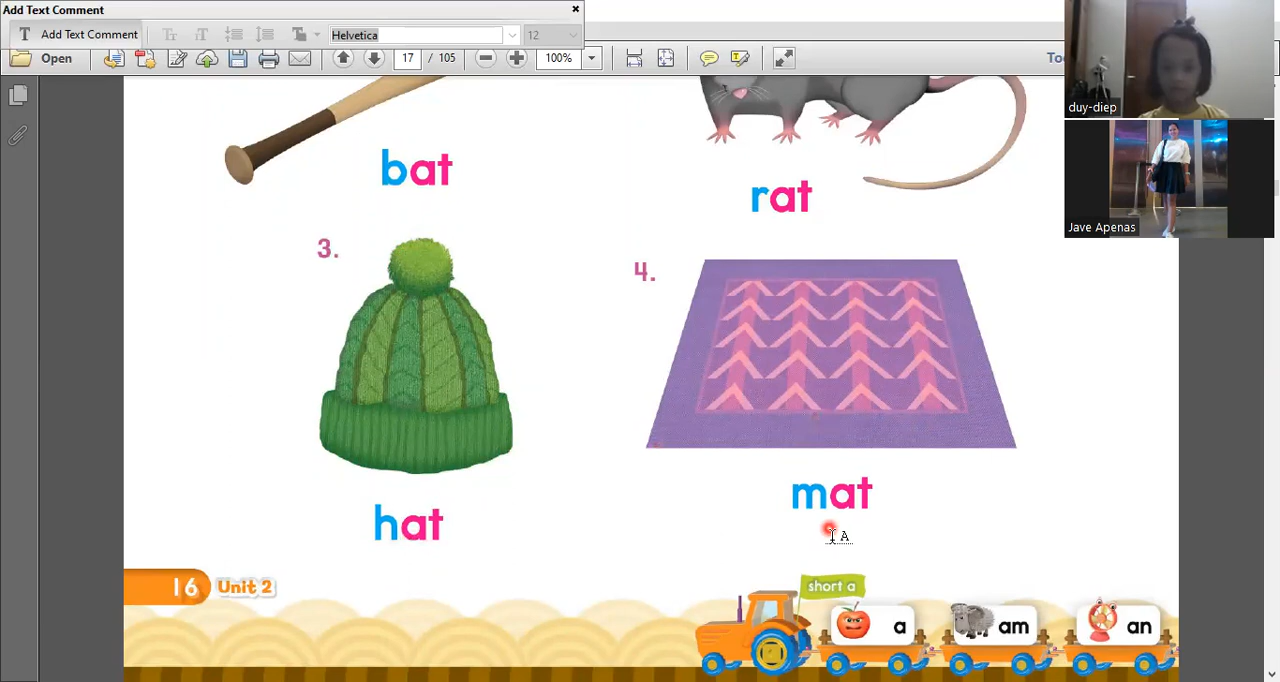 Add Text Comment
Add Text Comment
Helvetica
12
Open
17 / 105
100%
duy-diep
Jave Apenas
bat
rat
3.
hat
4.
mat
A
16 Unit 2
short a
a
am
an